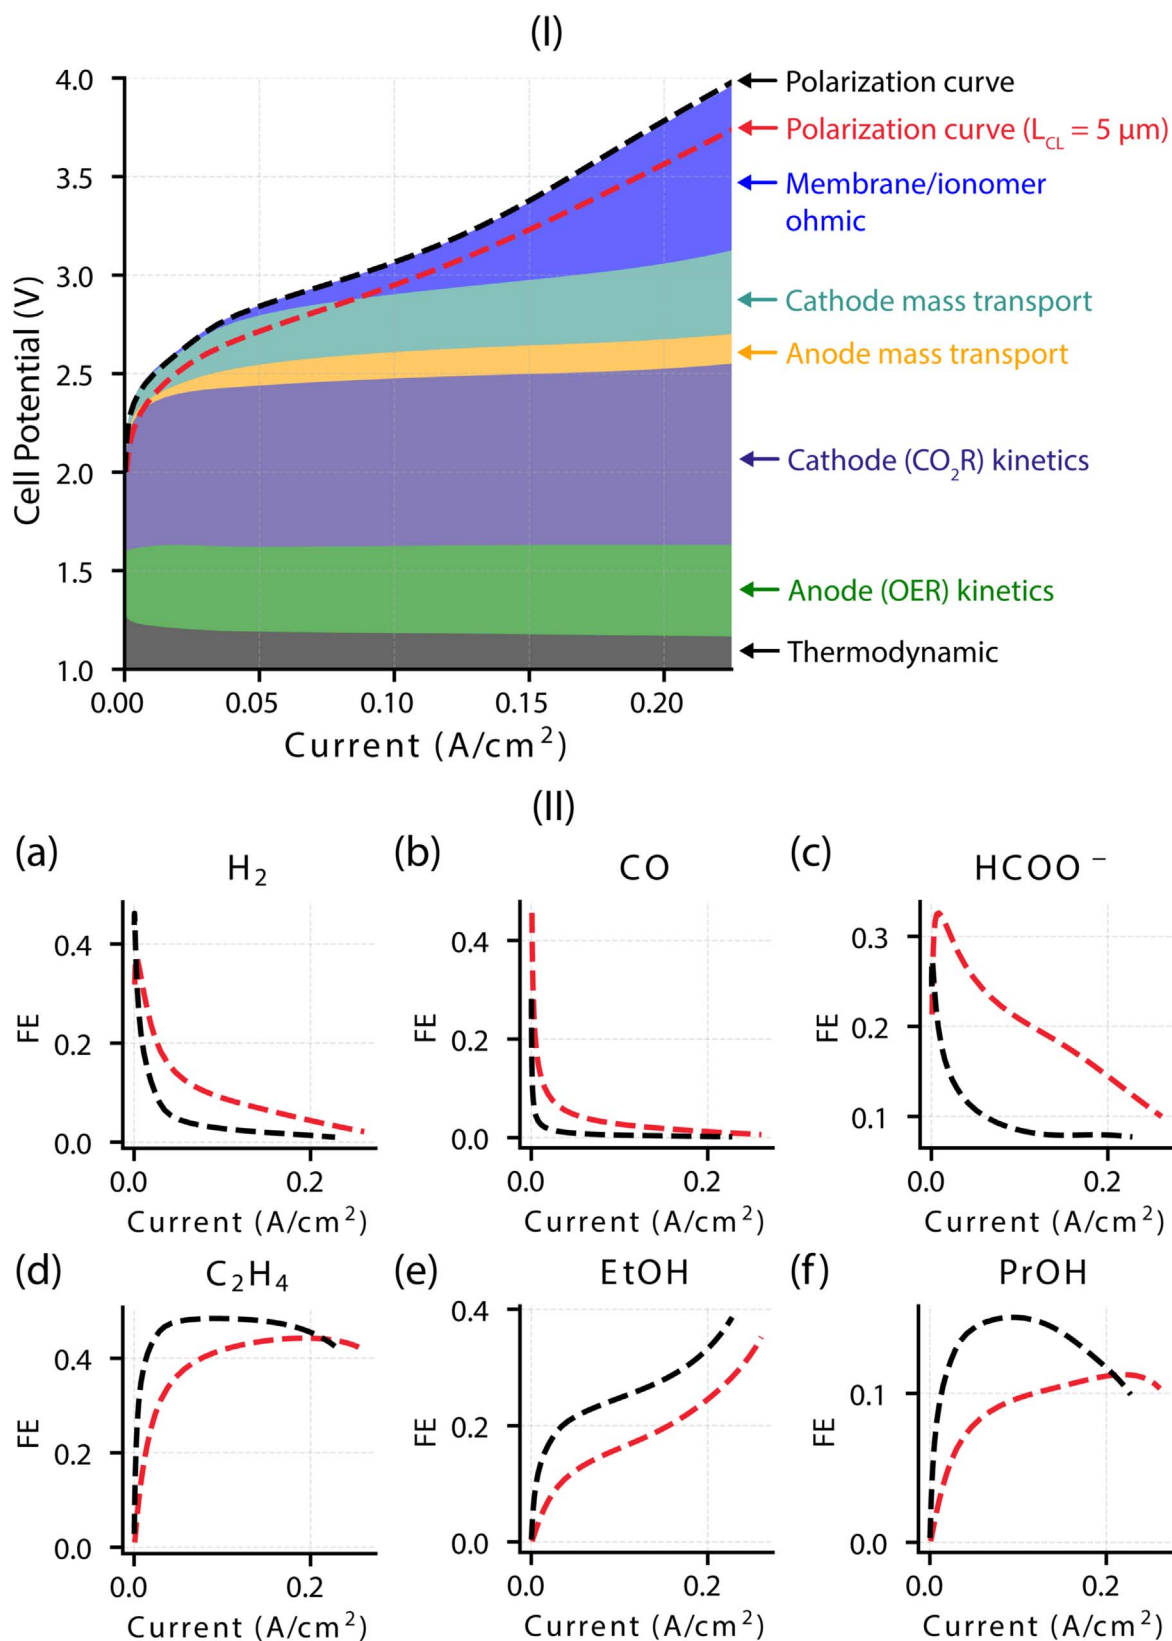 (I)
4.0
3.5
3.0
2.5
2.0
1.5
1.0
Cell Potential (V)
0.00 0.05 0.10 0.15 0.20
Current (A/cm²)
Polarization curve
Polarization curve (L_CL = 5 μm)
Membrane/ionomer
ohmic
Cathode mass transport
Anode mass transport
Cathode (CO₂R) kinetics
Anode (OER) kinetics
Thermodynamic
(II)
(a)
H₂
0.4
0.2
0.0
FE
0.0 0.2
Current (A/cm²)
(b)
CO
0.4
0.2
0.0
FE
0.0 0.2
Current (A/cm²)
(c)
HCOO⁻
0.3
0.2
0.1
FE
0.0 0.2
Current (A/cm²)
(d)
C₂H₄
0.4
0.2
0.0
FE
0.0 0.2
Current (A/cm²)
(e)
EtOH
0.4
0.2
0.0
FE
0.0 0.2
Current (A/cm²)
(f)
PrOH
0.1
0.0
FE
0.0 0.2
Current (A/cm²)